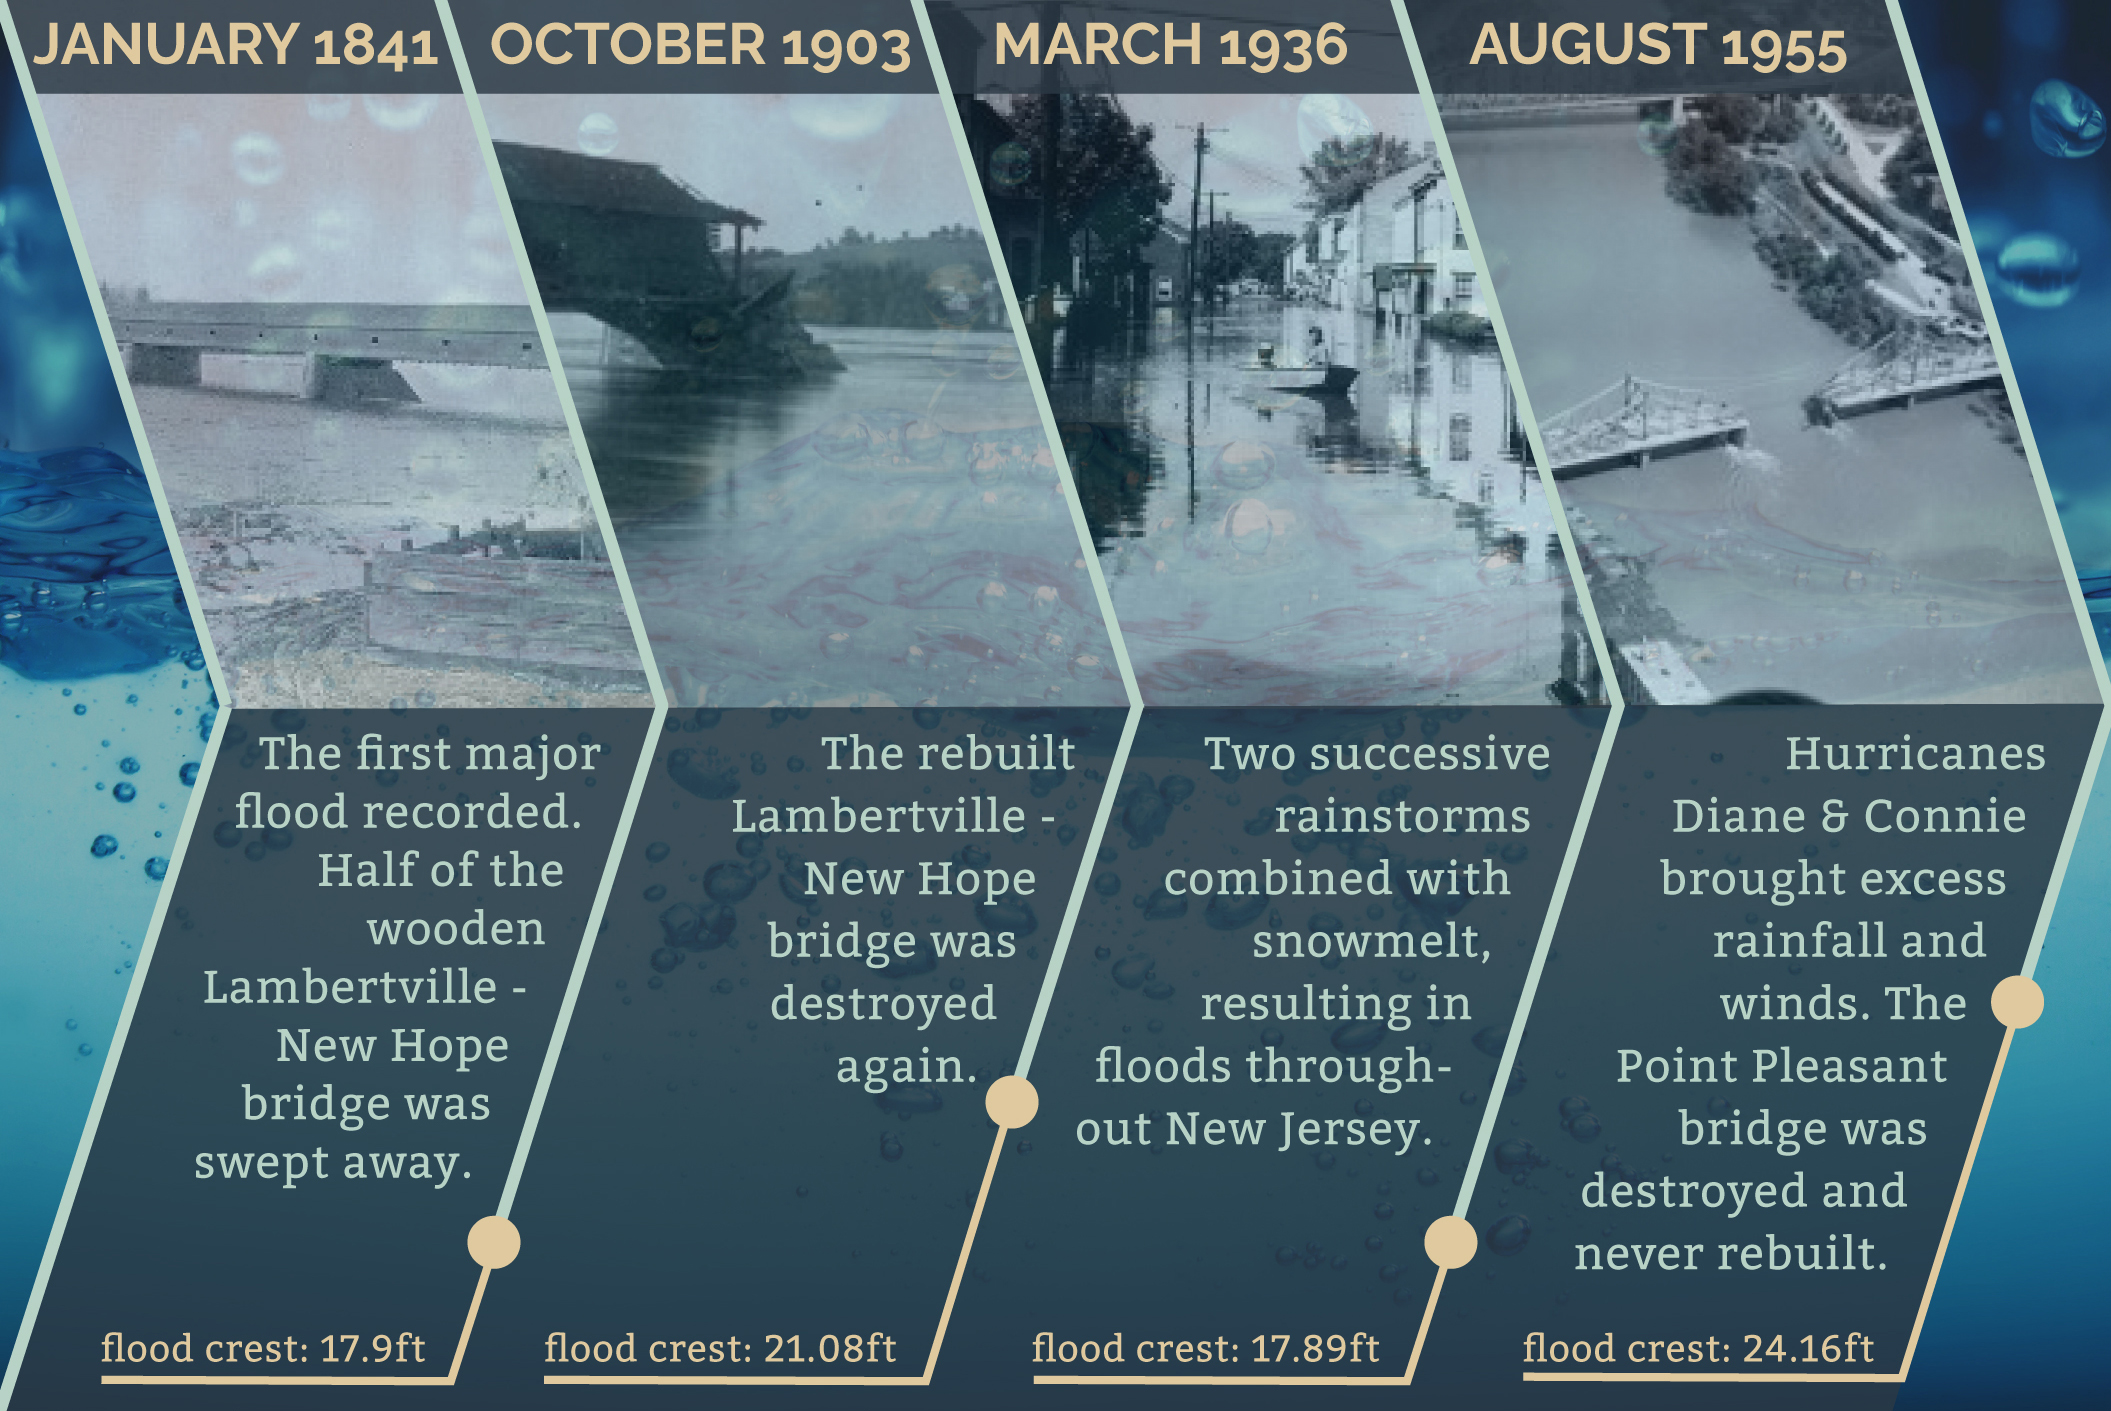 JANUARY 1841
The first major
flood recorded.
Half of the
wooden
Lambertville -
New Hope
bridge was
swept away.
flood crest: 17.9ft
OCTOBER 1903
The rebuilt
Lambertville -
New Hope
bridge was
destroyed
again.
flood crest: 21.08ft
MARCH 1936
Two successive
rainstorms
combined with
snowmelt,
resulting in
floods through-
out New Jersey.
flood crest: 17.89ft
AUGUST 1955
Hurricanes
Diane & Connie
brought excess
rainfall and
winds. The
Point Pleasant
bridge was
destroyed and
never rebuilt.
flood crest: 24.16ft